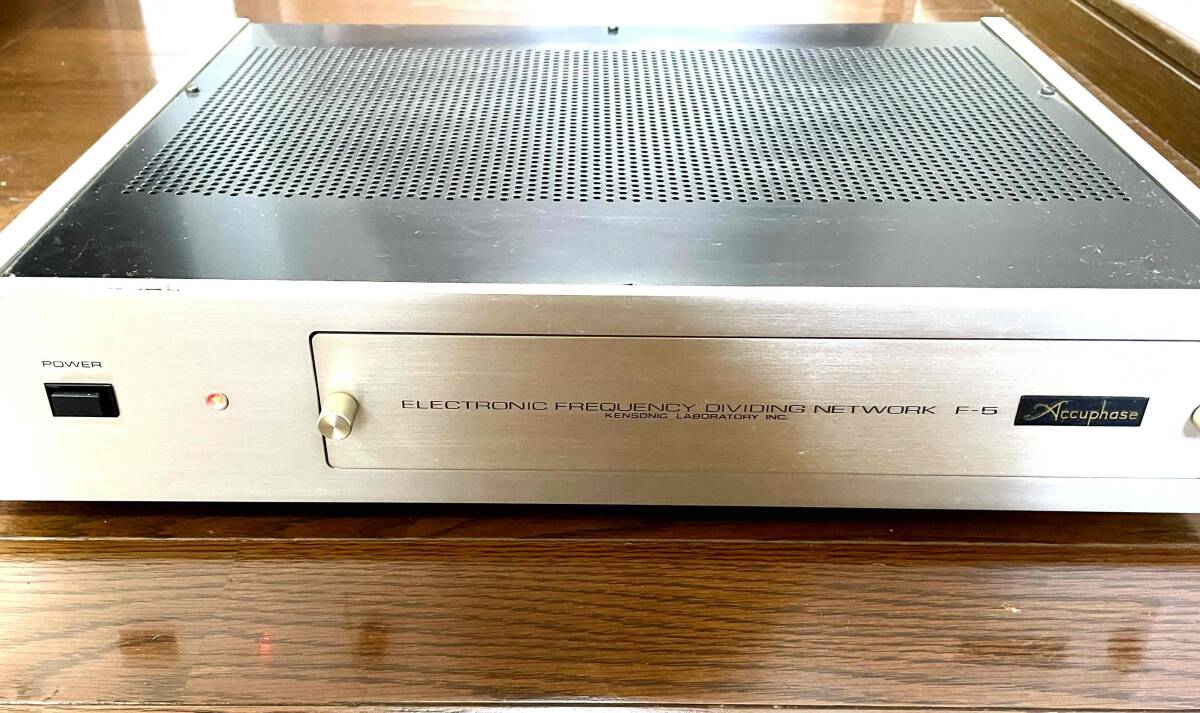 POWER
ELECTRONIC FREQUENCY DIVIDING NETWORK F-5
KENSONIC LABORATORY INC.
Accuphase